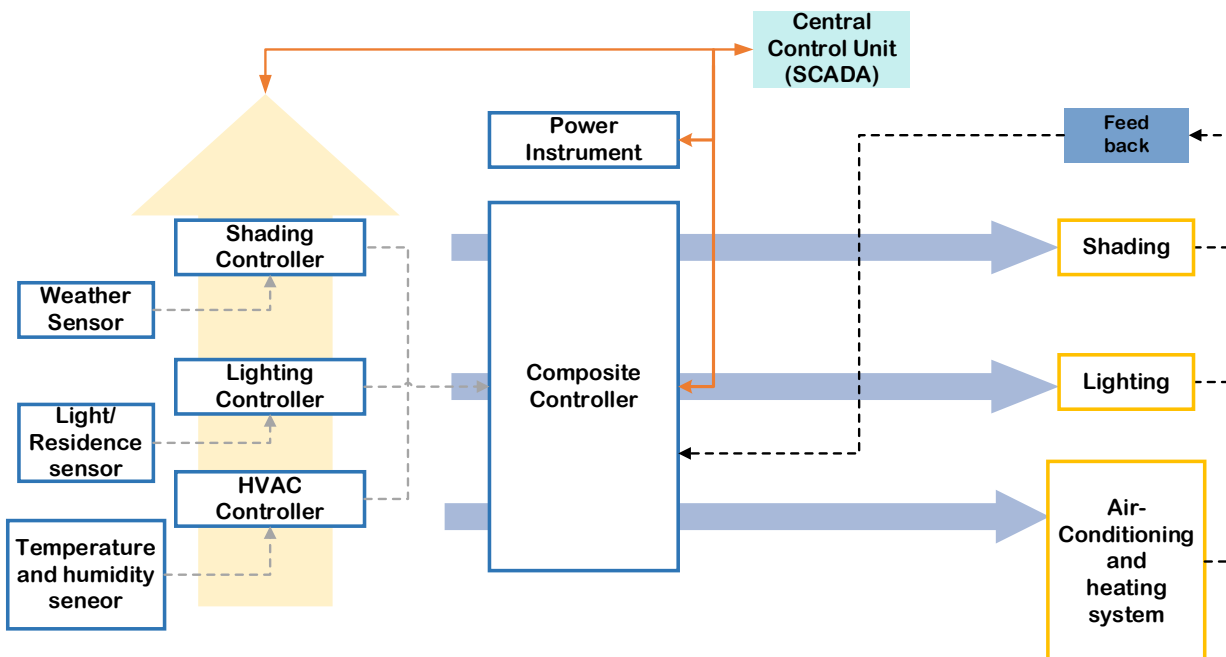 Central
Control Unit
(SCADA)
Power
Instrument
Feed
back
Shading
Controller
Shading
Weather
Sensor
Lighting
Controller
Composite
Controller
Lighting
Light/
Residence
sensor
HVAC
Controller
Temperature
and humidity
seneor
Air-
Conditioning
and
heating
system